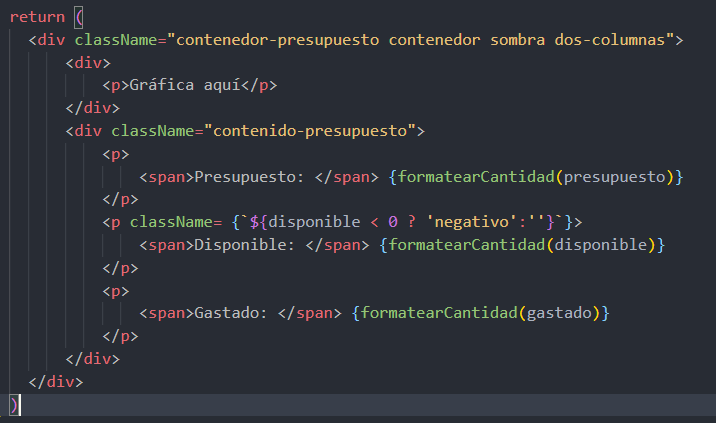 return (
<div className="contenedor-presupuesto contenedor sombra dos-columnas">
<div>
<p>Gráfica aquí</p>
</div>
<div className="contenido-presupuesto">
<p>
<span>Presupuesto: </span> {formatearCantidad(presupuesto)}
</p>
<p className= {`${disponible < 0 ? 'negativo':''}`}>
<span>Disponible: </span> {formatearCantidad(disponible)}
</p>
<p>
<span>Gastado: </span> {formatearCantidad(gastado)}
</p>
</div>
</div>
)